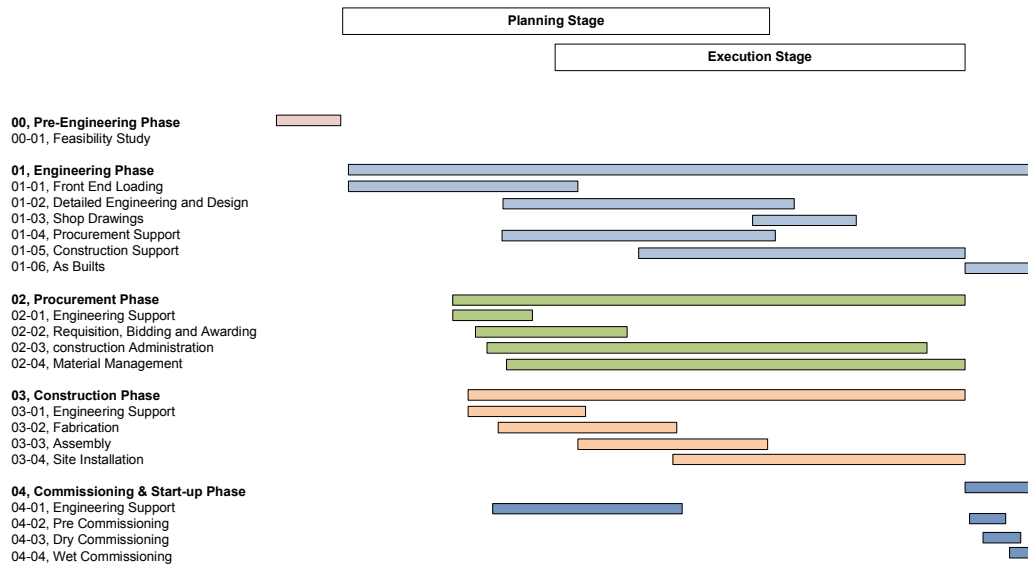 Planning Stage
Execution Stage
00, Pre-Engineering Phase
00-01, Feasibility Study
01, Engineering Phase
01-01, Front End Loading
01-02, Detailed Engineering and Design
01-03, Shop Drawings
01-04, Procurement Support
01-05, Construction Support
01-06, As Builts
02, Procurement Phase
02-01, Engineering Support
02-02, Requisition, Bidding and Awarding
02-03, construction Administration
02-04, Material Management
03, Construction Phase
03-01, Engineering Support
03-02, Fabrication
03-03, Assembly
03-04, Site Installation
04, Commissioning & Start-up Phase
04-01, Engineering Support
04-02, Pre Commissioning
04-03, Dry Commissioning
04-04, Wet Commissioning